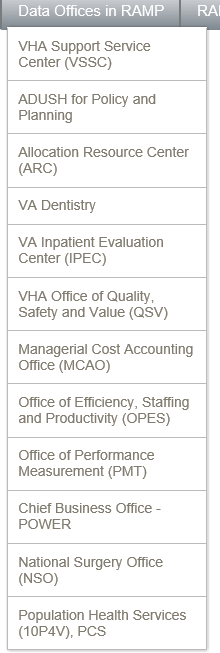 Data Offices in RAMP
RA
VHA Support Service
Center (VSSC)
ADUSH for Policy and
Planning
Allocation Resource Center
(ARC)
VA Dentistry
VA Inpatient Evaluation
Center (IPEC)
VHA Office of Quality,
Safety and Value (QSV)
Managerial Cost Accounting
Office (MCAO)
Office of Efficiency, Staffing
and Productivity (OPES)
Office of Performance
Measurement (PMT)
Chief Business Office -
POWER
National Surgery Office
(NSO)
Population Health Services
(10P4V), PCS